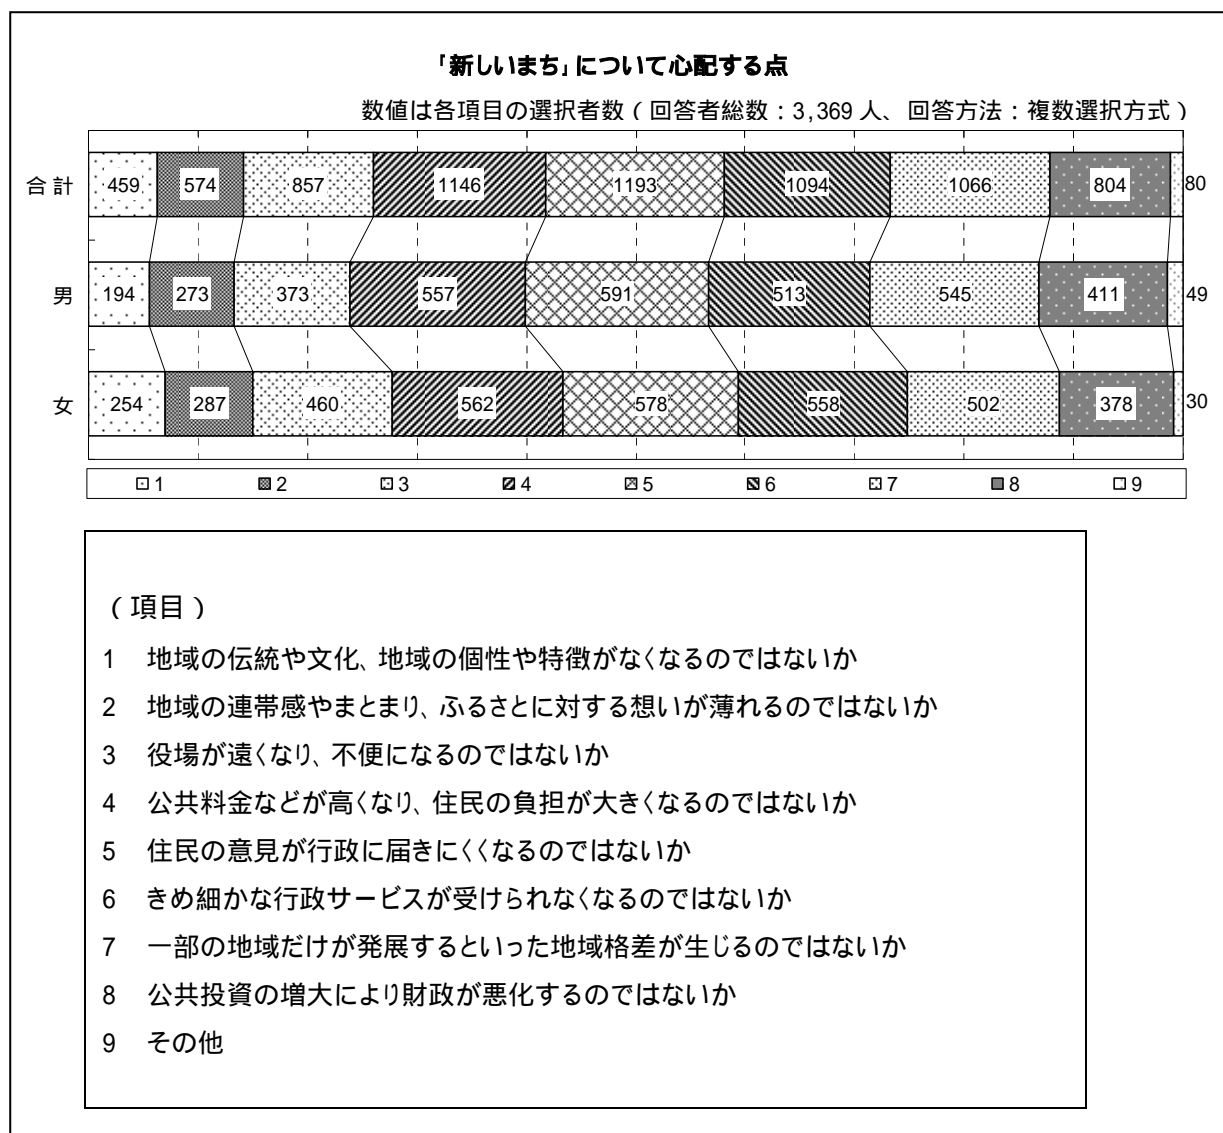 「新しいまち」について心配する点
数値は各項目の選択者数（回答者総数：3,369 人、回答方法：複数選択方式）
合計 459 574 857 1146 1193 1094 1066 804 80
男 194 273 373 557 591 513 545 411 49
女 254 287 460 562 578 558 502 378 30
1 2 3 4 5 6 7 8 9
（項目）
1 地域の伝統や文化、地域の個性や特徴がなくなるのではないか
2 地域の連帯感やまとまり、ふるさとに対する想いが薄れるのではないか
3 役場が遠くなり、不便になるのではないか
4 公共料金などが高くなり、住民の負担が大きくなるのではないか
5 住民の意見が行政に届きにくくなるのではないか
6 きめ細かな行政サービスが受けられなくなるのではないか
7 一部の地域だけが発展するといった地域格差が生じるのではないか
8 公共投資の増大により財政が悪化するのではないか
9 その他